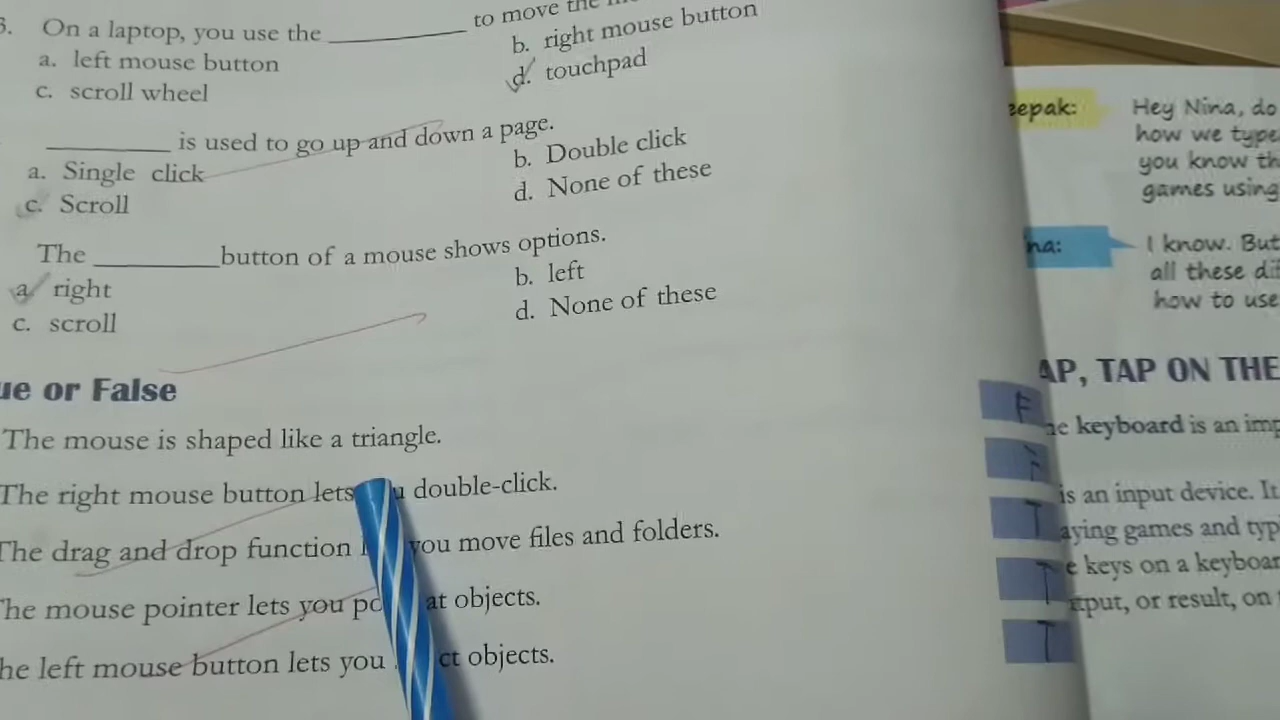 3. On a laptop, you use the __________ to move the
a. left mouse button
b. right mouse button
c. scroll wheel
d. touchpad
__________ is used to go up and down a page.
a. Single click
b. Double click
c. Scroll
d. None of these
The __________ button of a mouse shows options.
a. right
b. left
c. scroll
d. None of these
ue or False
The mouse is shaped like a triangle. F
The right mouse button lets u double-click. F
The drag and drop function you move files and folders. T
The mouse pointer lets you po at objects. T
he left mouse button lets you ct objects. T
eepak: Hey Nina, do
how we type
you know th
games using
na: I know. But
all these di
how to use
AP, TAP ON THE
he keyboard is an imp
is an input device. It
aying games and typ
e keys on a keyboar
tput, or result, on